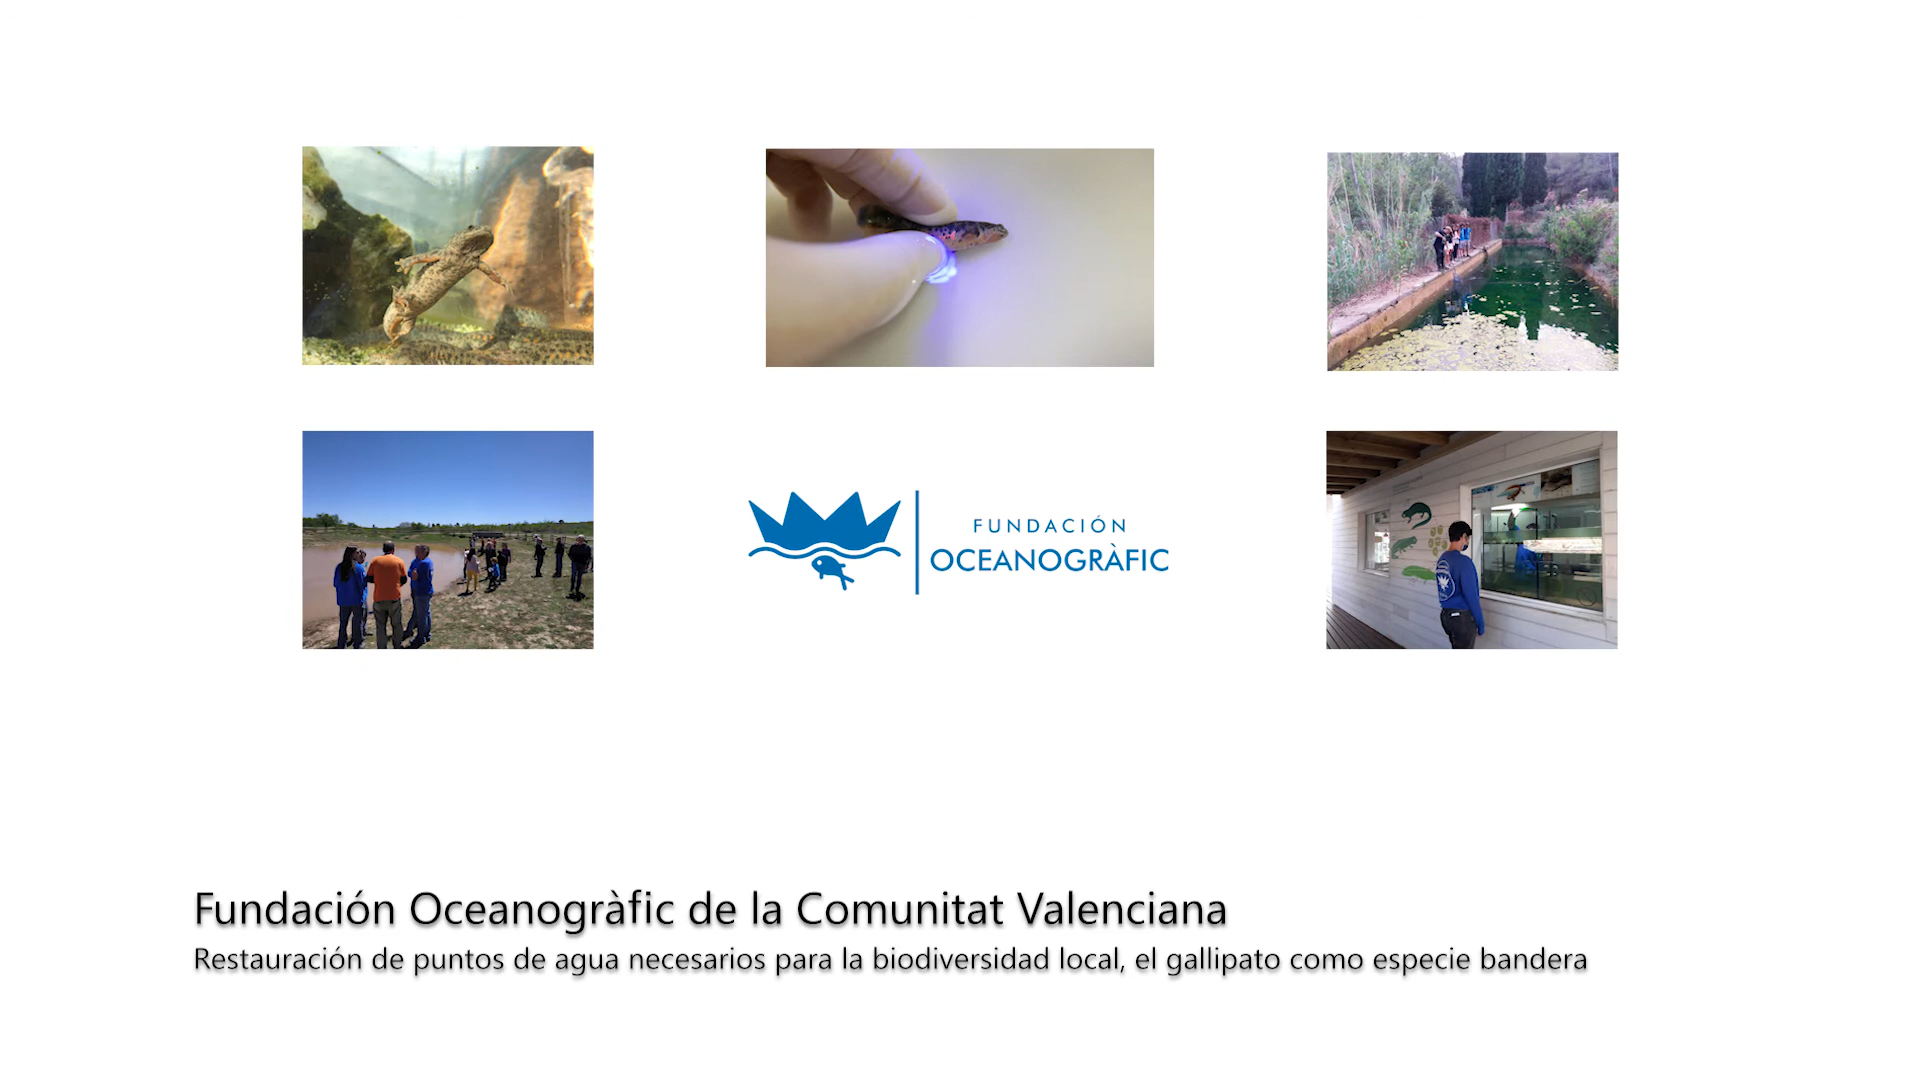 FUNDACIÓN
OCEANOGRÀFIC
Fundación Oceanogràfic de la Comunitat Valenciana
Restauración de puntos de agua necesarios para la biodiversidad local, el gallipato como especie bandera